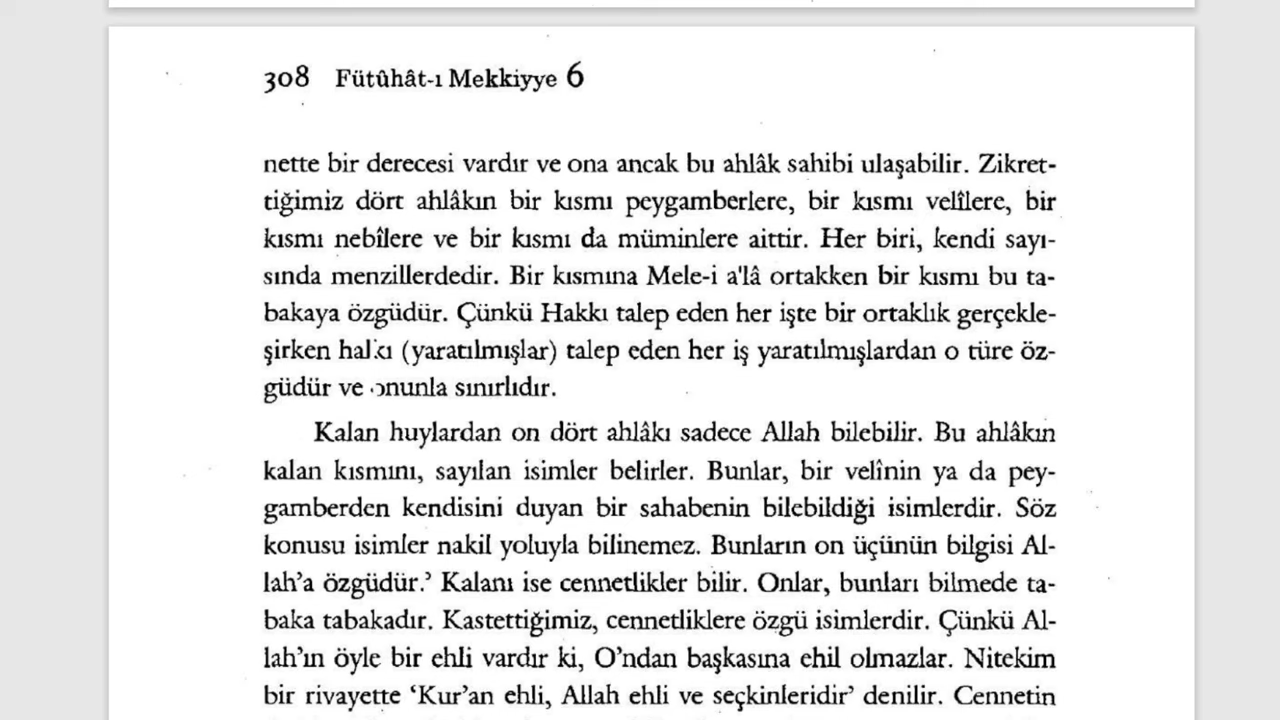 308 Fütûhât-ı Mekkiyye 6
nette bir derecesi vardır ve ona ancak bu ahlâk sahibi ulaşabilir. Zikret-
tiğimiz dört ahlâkın bir kısmı peygamberlere, bir kısmı velîlere, bir
kısmı nebîlere ve bir kısmı da müminlere aittir. Her biri, kendi sayı-
sında menzillerdedir. Bir kısmına Mele-i a'lâ ortakken bir kısmı bu ta-
bakaya özgüdür. Çünkü Hakkı talep eden her işte bir ortaklık gerçekle-
şirken halkı (yaratılmışlar) talep eden her iş yaratılmışlardan o türe öz-
güdür ve onunla sınırlıdır.
Kalan huylardan on dört ahlâkı sadece Allah bilebilir. Bu ahlâkın
kalan kısmını, sayılan isimler belirler. Bunlar, bir velînin ya da pey-
gamberden kendisini duyan bir sahabenin bilebildiği isimlerdir. Söz
konusu isimler nakil yoluyla bilinemez. Bunların on üçünün bilgisi Al-
lah’a özgüdür.’ Kalanı ise cennetlikler bilir. Onlar, bunları bilmede ta-
baka tabakadır. Kastettiğimiz, cennetliklere özgü isimlerdir. Çünkü Al-
lah’ın öyle bir ehli vardır ki, O’ndan başkasına ehil olmazlar. Nitekim
bir rivayette ‘Kur’an ehli, Allah ehli ve seçkinleridir’ denilir. Cennetin